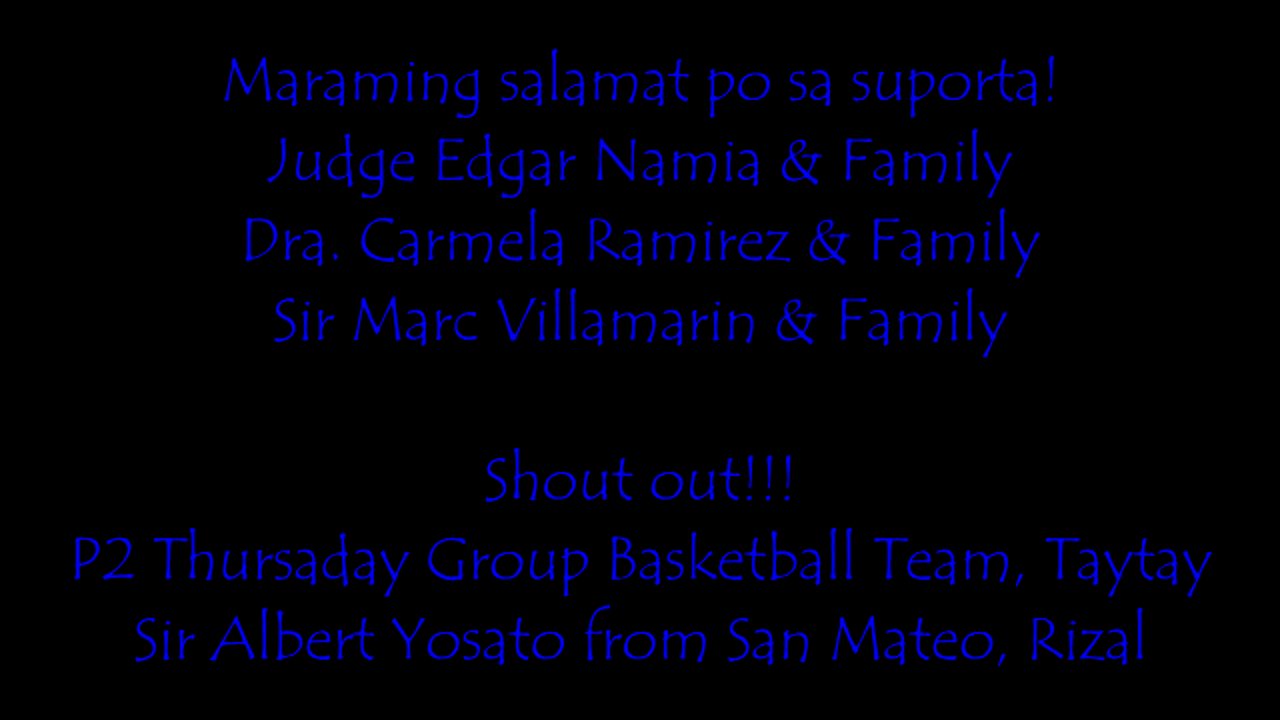 Maraming salamat po sa suporta!
Judge Edgar Namia & Family
Dra. Carmela Ramirez & Family
Sir Marc Villamarin & Family
Shout out!!!
P2 Thursaday Group Basketball Team, Taytay
Sir Albert Yosato from San Mateo, Rizal